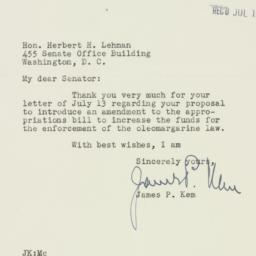 REC'D JUL 1
Hon. Herbert H. Lehman
455 Senate Office Building
Washington, D. C.
My dear Senator:
Thank you very much for your
letter of July 13 regarding your proposal
to introduce an amendment to the appro-
priations bill to increase the funds for
the enforcement of the oleomargarine law.
With best wishes, I am
Sincerely yours,
James P. Kem
James P. Kem
JK:Mc